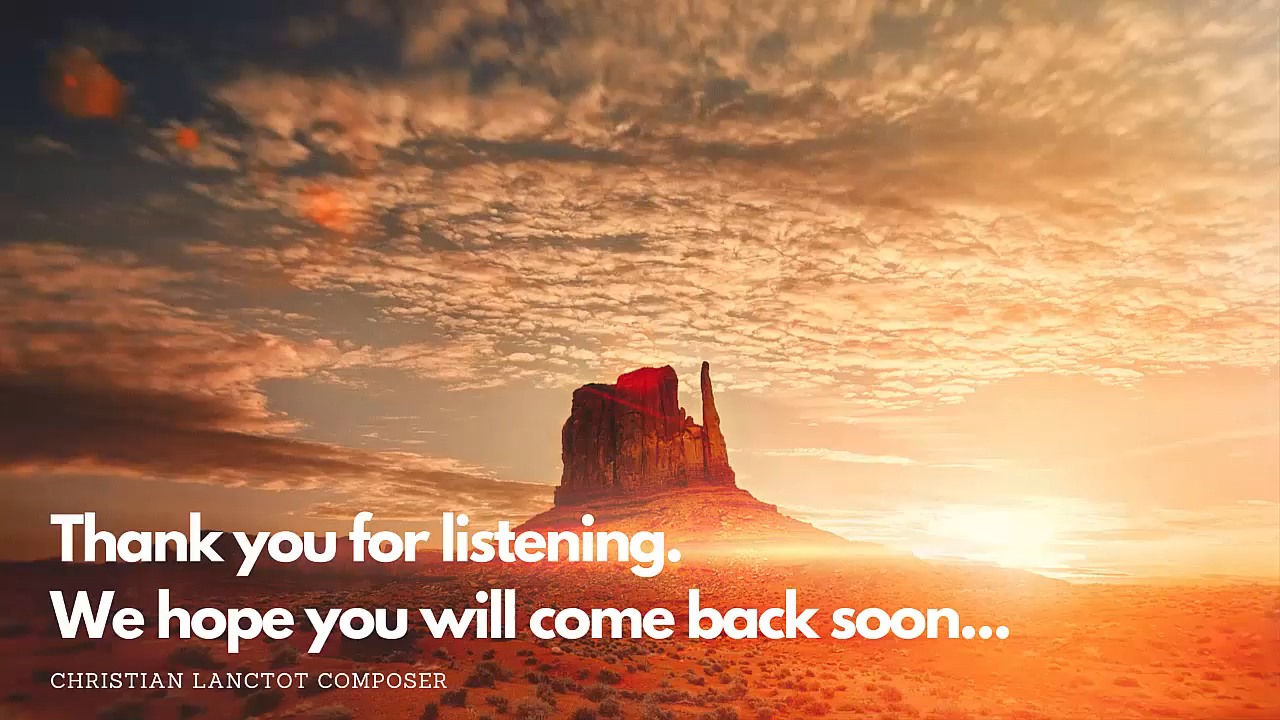 Thank you for listening.
We hope you will come back soon...
CHRISTIAN LANCTOT COMPOSER